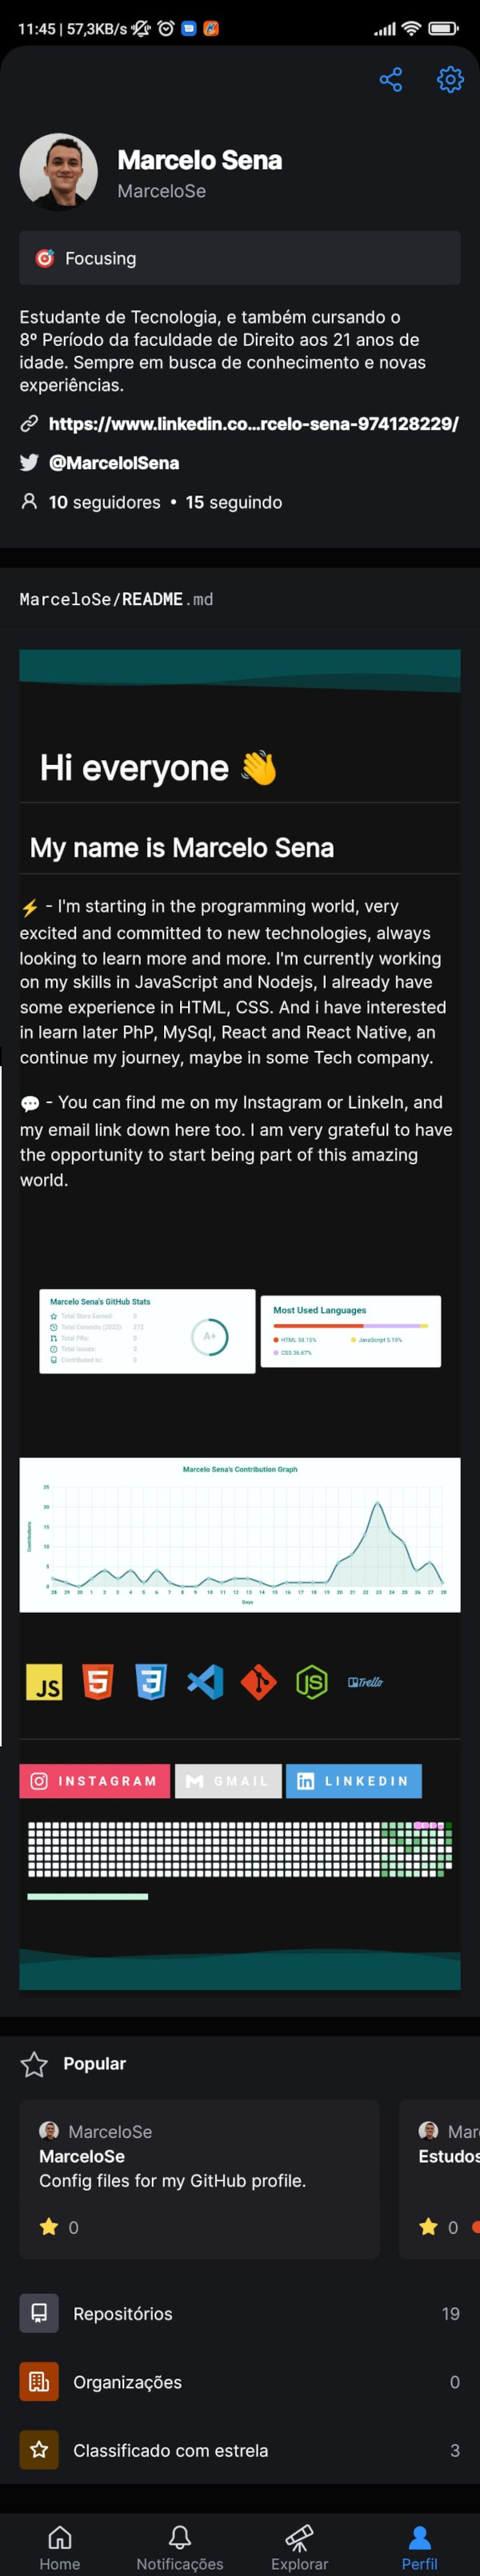 11:45 | 57,3KB/s
Marcelo Sena
MarceloSe
Focusing
Estudante de Tecnologia, e também cursando o
8º Período da faculdade de Direito aos 21 anos de
idade. Sempre em busca de conhecimento e novas
experiências.
https://www.linkedin.co...rcelo-sena-974128229/
@MarcelolSena
10 seguidores • 15 seguindo
MarceloSe/README.md
Hi everyone 👋
My name is Marcelo Sena
⚡ - I'm starting in the programming world, very
excited and committed to new technologies, always
looking to learn more and more. I'm currently working
on my skills in JavaScript and Nodejs, I already have
some experience in HTML, CSS. And i have interested
in learn later PhP, MySql, React and React Native, an
continue my journey, maybe in some Tech company.
💬 - You can find me on my Instagram or LinkeIn, and
my email link down here too. I am very grateful to have
the opportunity to start being part of this amazing
world.
Marcelo Sena's GitHub Stats
Total Stars Earned: 0
Total Commits (2022): 272
Total PRs: 0
Total Issues: 0
Contributed to: 0
A+
Most Used Languages
HTML 58.15% JavaScript 5.19%
CSS 36.67%
Marcelo Sena's Contribution Graph
Contributions
25
20
15
10
5
0
28 29 30 1 2 3 4 5 6 7 8 9 10 11 12 13 14 15 16 17 18 19 20 21 22 23 24 25 26 27 28
Days
JS
Trello
INSTAGRAM GMAIL LINKEDIN
Popular
MarceloSe
MarceloSe
Config files for my GitHub profile.
0
Mar
Estudos
0
Repositórios 19
Organizações 0
Classificado com estrela 3
Home Notificações Explorar Perfil